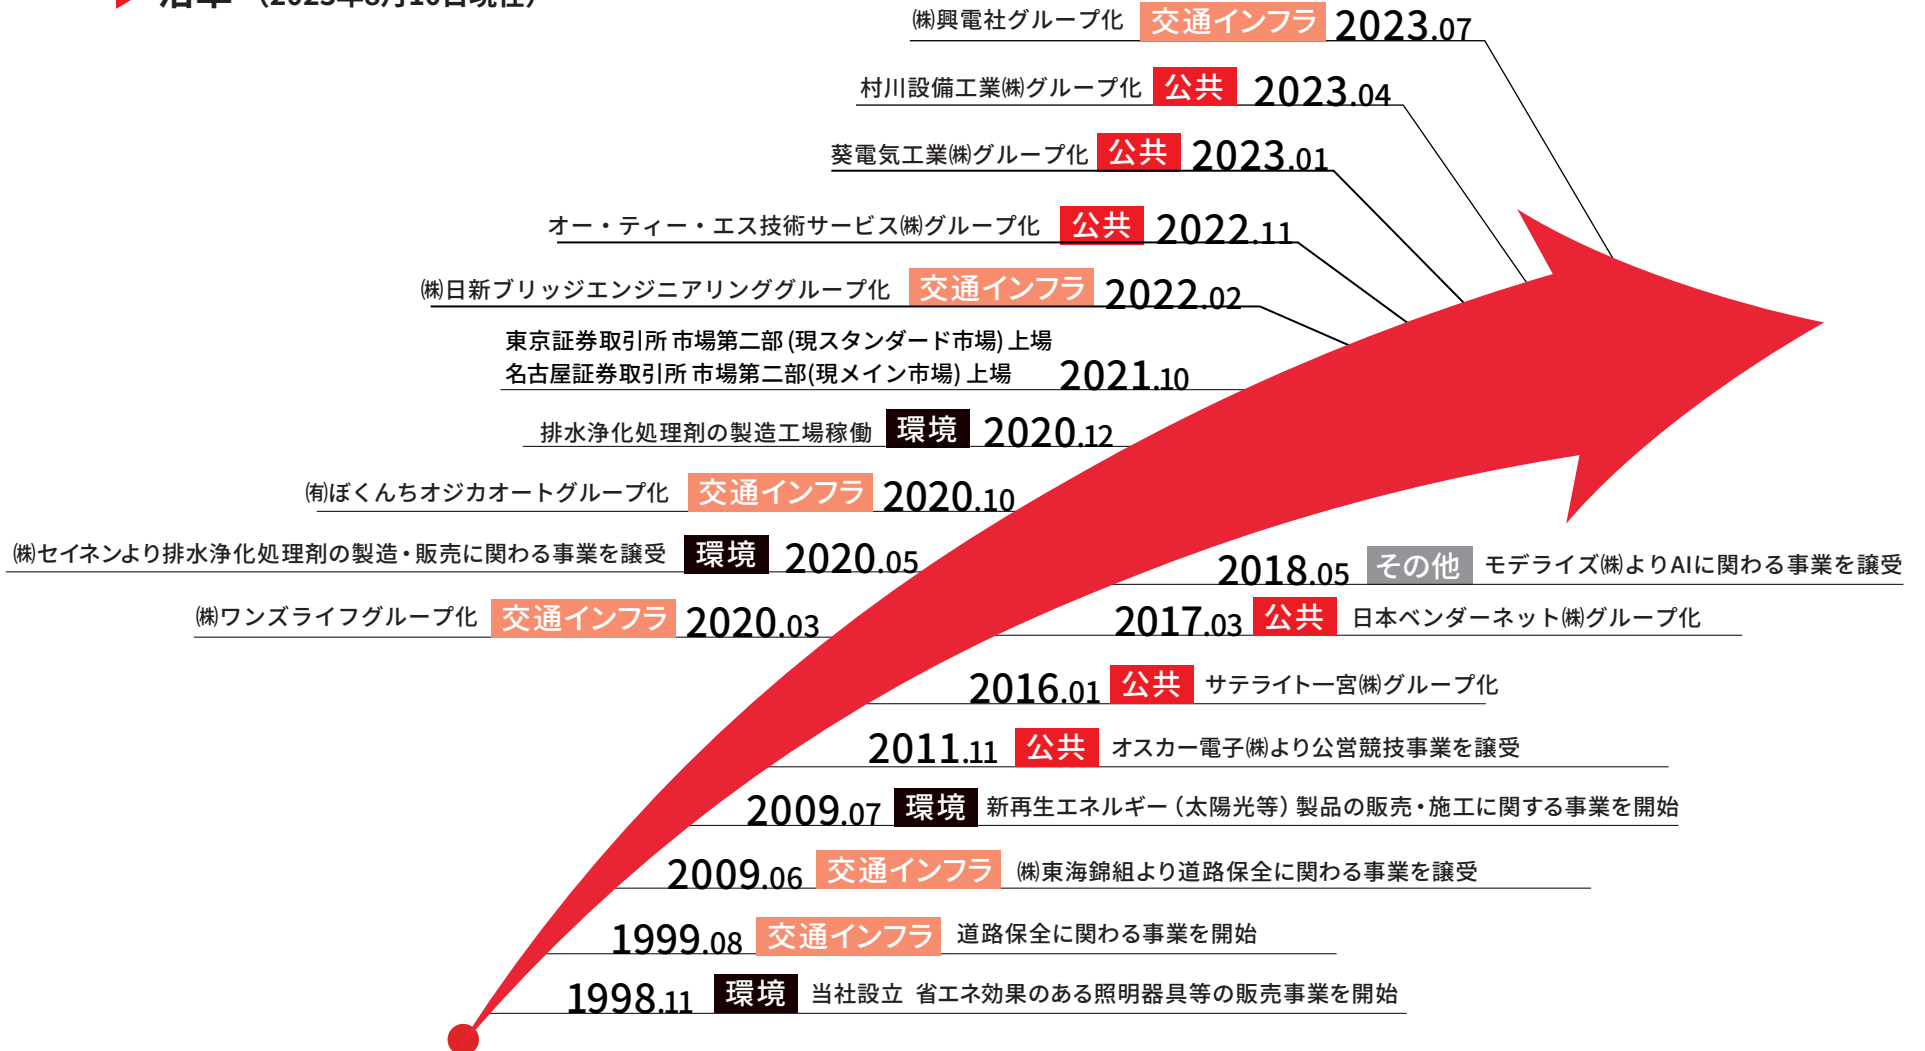 沿革 (2023年8月10日現在)
㈱興電社グループ化 交通インフラ 2023.07
村川設備工業㈱グループ化 公共 2023.04
葵電気工業㈱グループ化 公共 2023.01
オー・ティー・エス技術サービス㈱グループ化 公共 2022.11
㈱日新ブリッジエンジニアリンググループ化 交通インフラ 2022.02
東京証券取引所 市場第二部 (現スタンダード市場) 上場
名古屋証券取引所 市場第二部(現メイン市場) 上場 2021.10
排水浄化処理剤の製造工場稼働 環境 2020.12
㈲ぼくんちオジカオートグループ化 交通インフラ 2020.10
㈱セイネンより排水浄化処理剤の製造・販売に関わる事業を譲受 環境 2020.05
㈱ワンズライフグループ化 交通インフラ 2020.03
2018.05 その他 モデライズ㈱よりAIに関わる事業を譲受
2017.03 公共 日本ベンダーネット㈱グループ化
2016.01 公共 サテライト一宮㈱グループ化
2011.11 公共 オスカー電子㈱より公営競技事業を譲受
2009.07 環境 新再生エネルギー（太陽光等）製品の販売・施工に関する事業を開始
2009.06 交通インフラ ㈱東海錦組より道路保全に関わる事業を譲受
1999.08 交通インフラ 道路保全に関わる事業を開始
1998.11 環境 当社設立 省エネ効果のある照明器具等の販売事業を開始